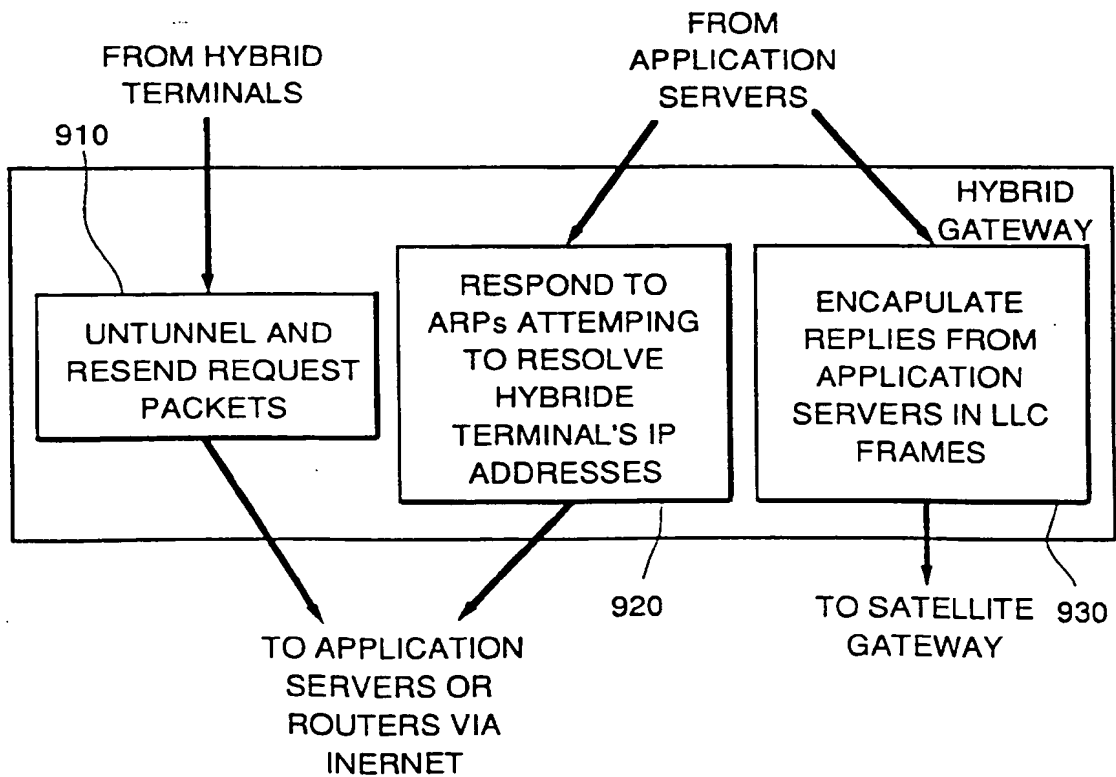 FROM HYBRID
TERMINALS
FROM
APPLICATION
SERVERS
910
HYBRID
GATEWAY
UNTUNNEL AND
RESEND REQUEST
PACKETS
RESPOND TO
ARPs ATTEMPING
TO RESOLVE
HYBRIDE
TERMINAL'S IP
ADDRESSES
ENCAPULATE
REPLIES FROM
APPLICATION
SERVERS IN LLC
FRAMES
920
930
TO APPLICATION
SERVERS OR
ROUTERS VIA
INERNET
TO SATELLITE
GATEWAY